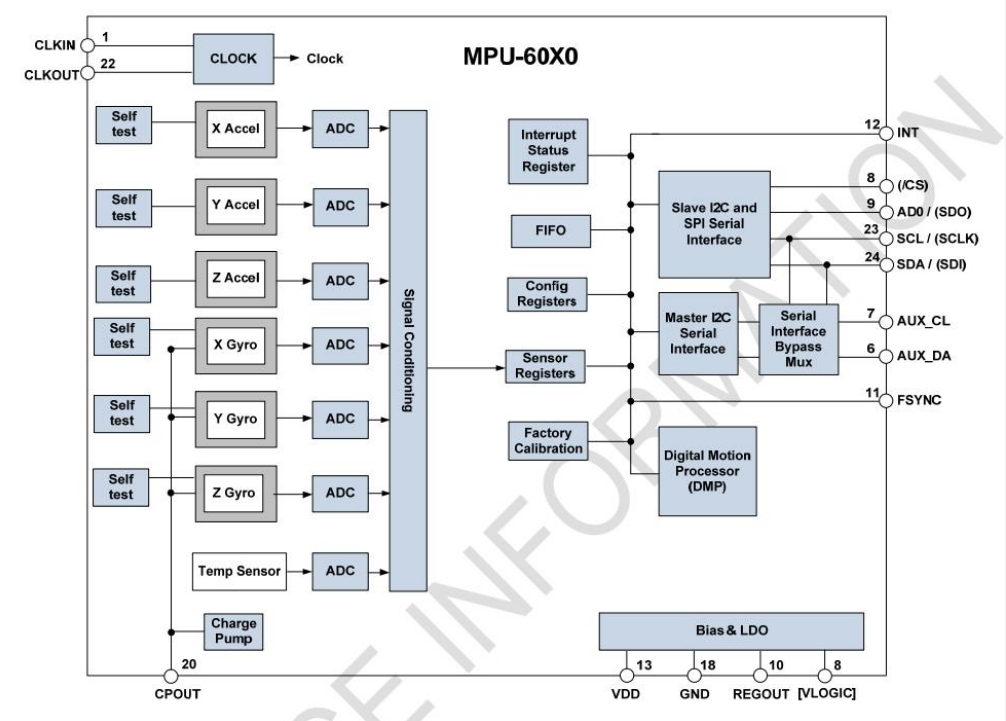 MPU-60X0
CLKIN
1
CLKOUT
22
CLOCK
Clock
Self
test
X Accel
ADC
Self
test
Y Accel
ADC
Self
test
Z Accel
ADC
Self
test
X Gyro
ADC
Self
test
Y Gyro
ADC
Self
test
Z Gyro
ADC
Temp Sensor
ADC
Charge
Pump
20
CPOUT
Signal Conditioning
Interrupt
Status
Register
FIFO
Config
Registers
Sensor
Registers
Factory
Calibration
Slave I2C and
SPI Serial
Interface
Master I2C
Serial
Interface
Serial
Interface
Bypass
Mux
Digital Motion
Processor
(DMP)
12
INT
8
(/CS)
9
AD0 / (SDO)
23
SCL / (SCLK)
24
SDA / (SDI)
7
AUX_CL
6
AUX_DA
11
FSYNC
Bias & LDO
13
18
10
8
VDD
GND
REGOUT
[VLOGIC]
E INFORMATION